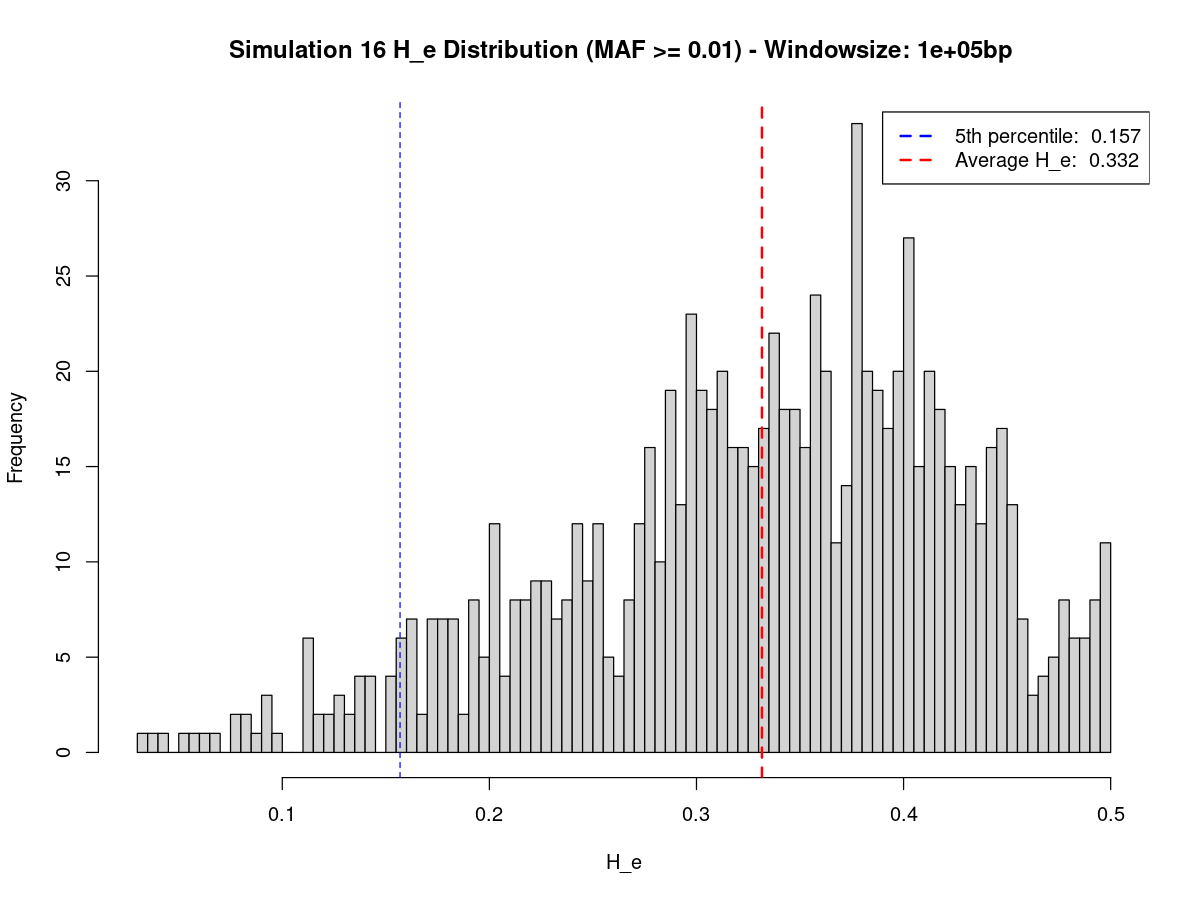 Simulation 16 H_e Distribution (MAF >= 0.01) - Windowsize: 1e+05bp
5th percentile:  0.157
Average H_e:  0.332
Frequency
30
25
20
15
10
5
0
0.1
0.2
0.3
0.4
0.5
H_e